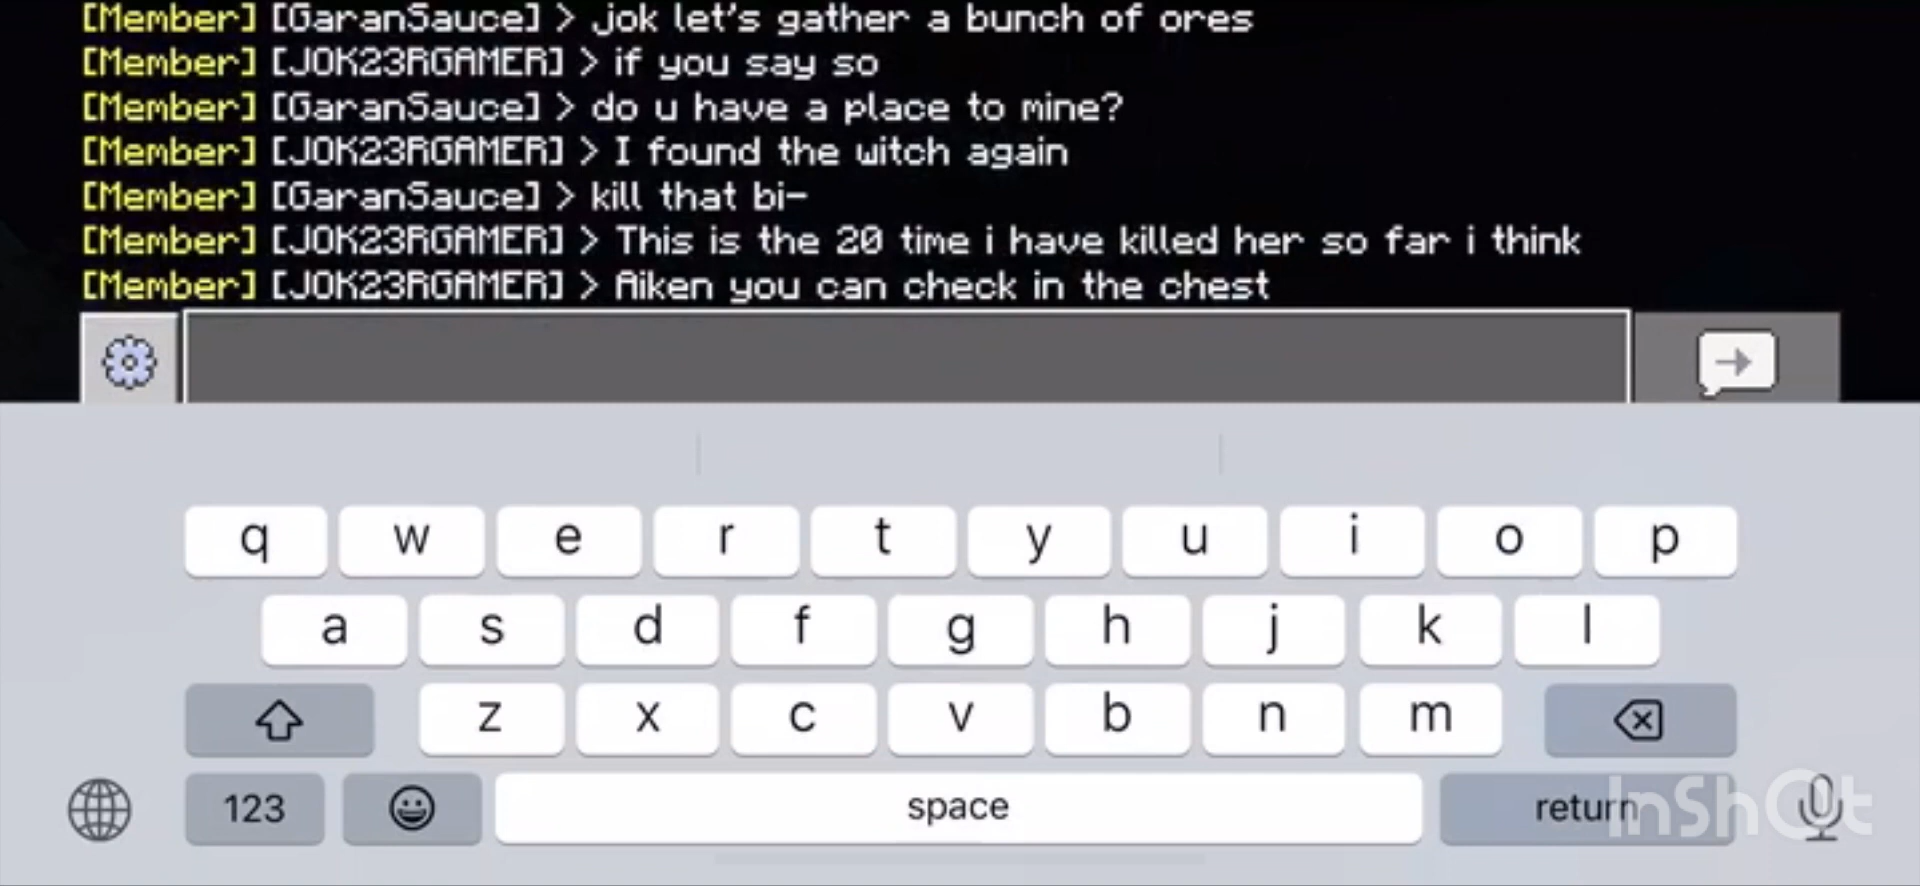 [Member] [GaranSauce] > jok let's gather a bunch of ores
[Member] [JOK23RGAMER] > if you say so
[Member] [GaranSauce] > do u have a place to mine?
[Member] [JOK23RGAMER] > I found the witch again
[Member] [GaranSauce] > kill that bi-
[Member] [JOK23RGAMER] > This is the 20 time i have killed her so far i think
[Member] [JOK23RGAMER] > Aiken you can check in the chest
q w e r t y u i o p
a s d f g h j k l
z x c v b n m
123 space return
InShOt